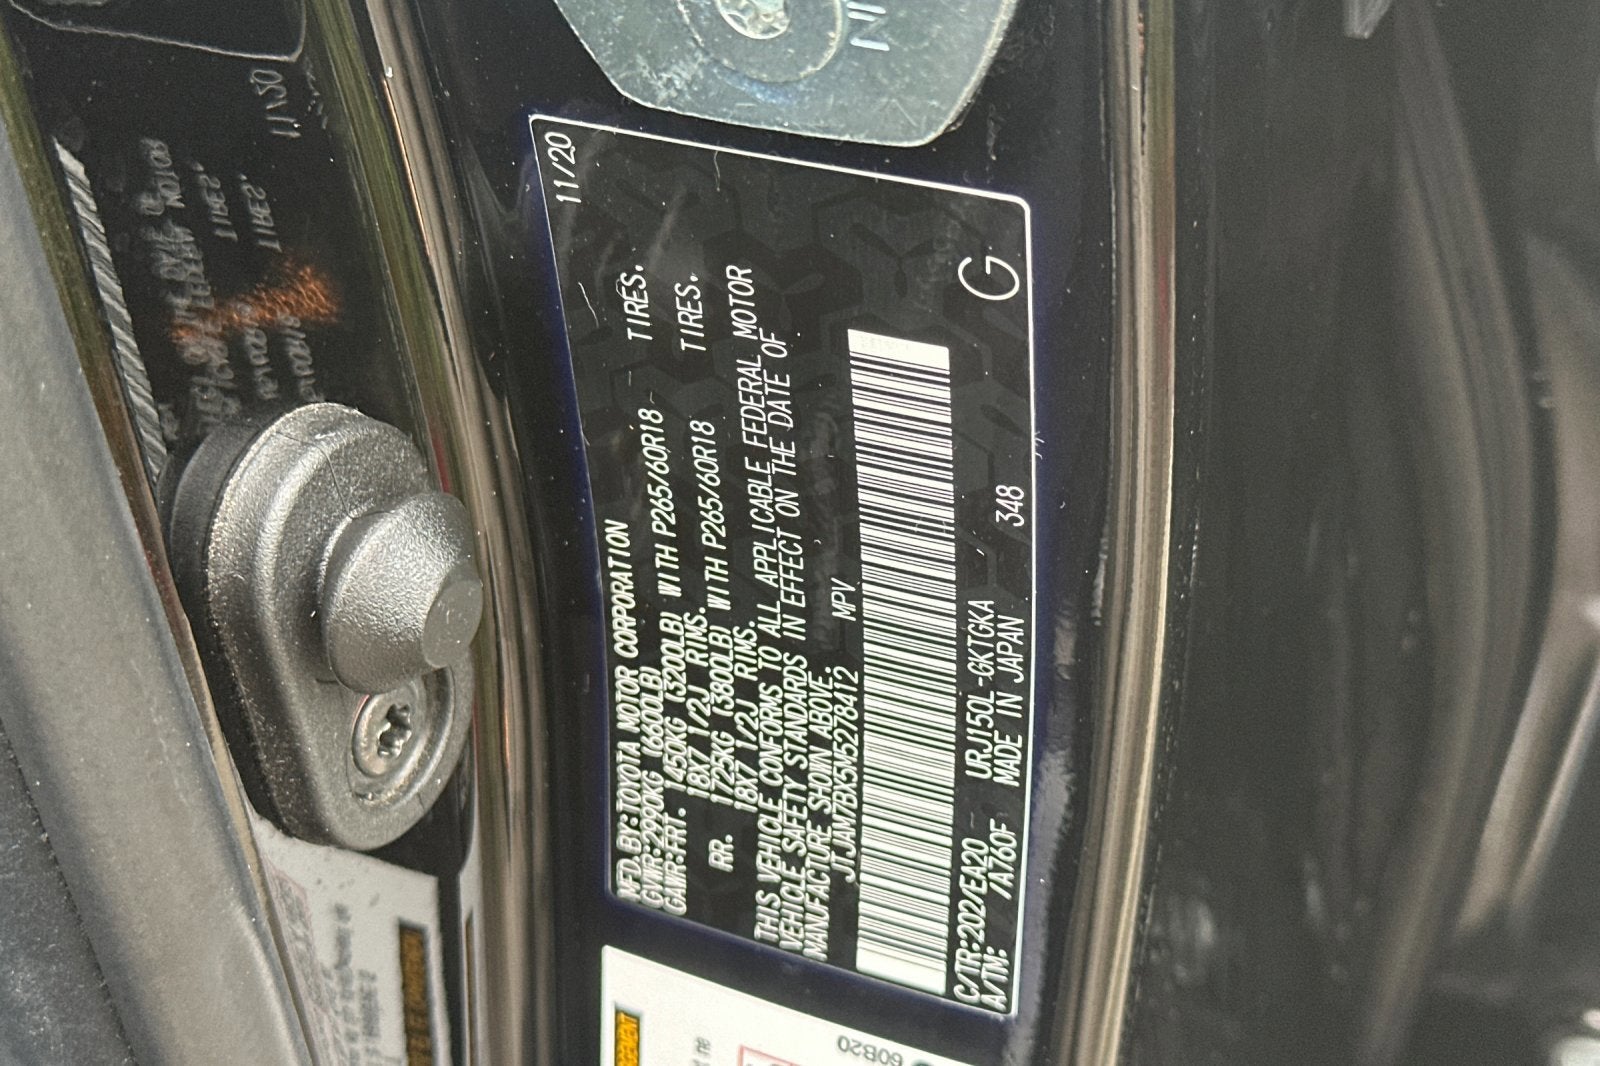 11/20
MFD.BY:TOYOTA MOTOR CORPORATION
GVWR:2990KG (6600LB)
GAWR:FRT. 1450KG (3200LB) WITH P265/60R18 TIRES.
18X7 1/2J RIMS.
RR. 1725KG (3800LB) WITH P265/60R18 TIRES.
18X7 1/2J RIMS.
THIS VEHICLE CONFORMS TO ALL APPLICABLE FEDERAL MOTOR
VEHICLE SAFETY STANDARDS IN EFFECT ON THE DATE OF
MANUFACTURE SHOWN ABOVE.
JTJAM7BX5M5278412 MPV
C/TR:202/EA20 URJ150L-GKTGKA
A/TM: /A760F MADE IN JAPAN 348
G
60B20